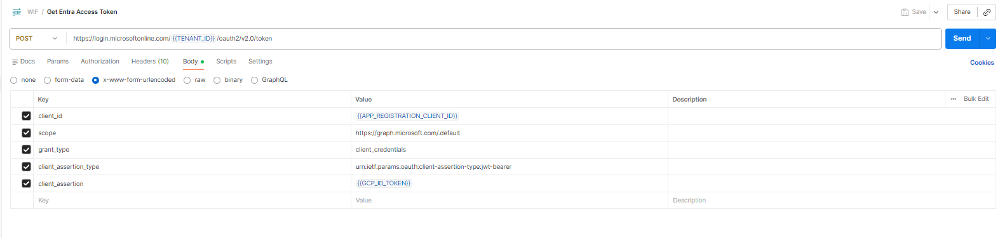 HTTP WIF / Get Entra Access Token Save Share
POST https://login.microsoftonline.com/{{TENANT_ID}}/oauth2/v2.0/token Send
Docs Params Authorization Headers (10) Body Scripts Settings Cookies
none form-data x-www-form-urlencoded raw binary GraphQL
Key Value Description Bulk Edit
client_id {{APP_REGISTRATION_CLIENT_ID}}
scope https://graph.microsoft.com/.default
grant_type client_credentials
client_assertion_type urn:ietf:params:oauth:client-assertion-type:jwt-bearer
client_assertion {{GCP_ID_TOKEN}}
Key Value Description